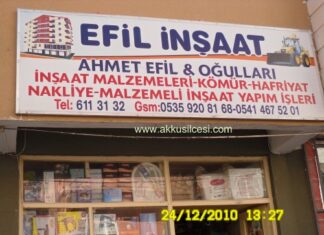 EFİL İNŞAAT
AHMET EFİL & OĞULLARI
İNŞAAT MALZEMELERİ-KÖMÜR-HAFRİYAT
NAKLİYE-MALZEMELİ İNŞAAT YAPIM İŞLERİ
Tel: 611 31 32 Gsm:0535 920 81 68-0541 467 52 01
www.akkusilcesi.com
24/12/2010 13:27